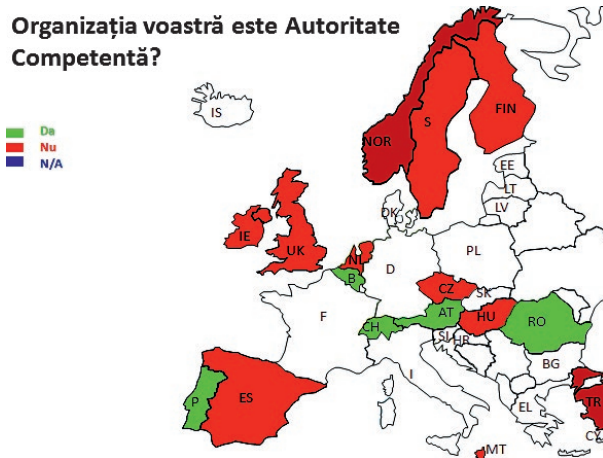 Organizația voastră este Autoritate
Competentă?
Da
Nu
N/A
IS
NOR
S
FIN
EE
LT
LV
DK
IE
UK
NL
B
D
PL
CZ
SK
F
CH
AT
HU
RO
SI
HR
I
BG
P
ES
EL
TR
MT
CY